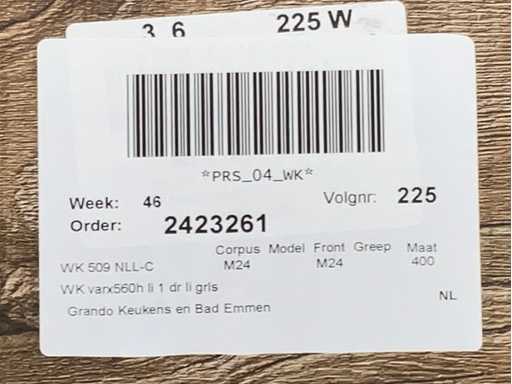 3 6 225 W
*PRS_04_WK*
Week: 46 Volgnr: 225
Order: 2423261
Corpus Model Front Greep Maat
WK 509 NLL-C M24 M24 400
WK varx560h li 1 dr li gris
NL
Grando Keukens en Bad Emmen